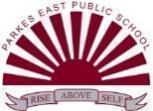 PARKES EAST PUBLIC SCHOOL
RISE ABOVE SELF